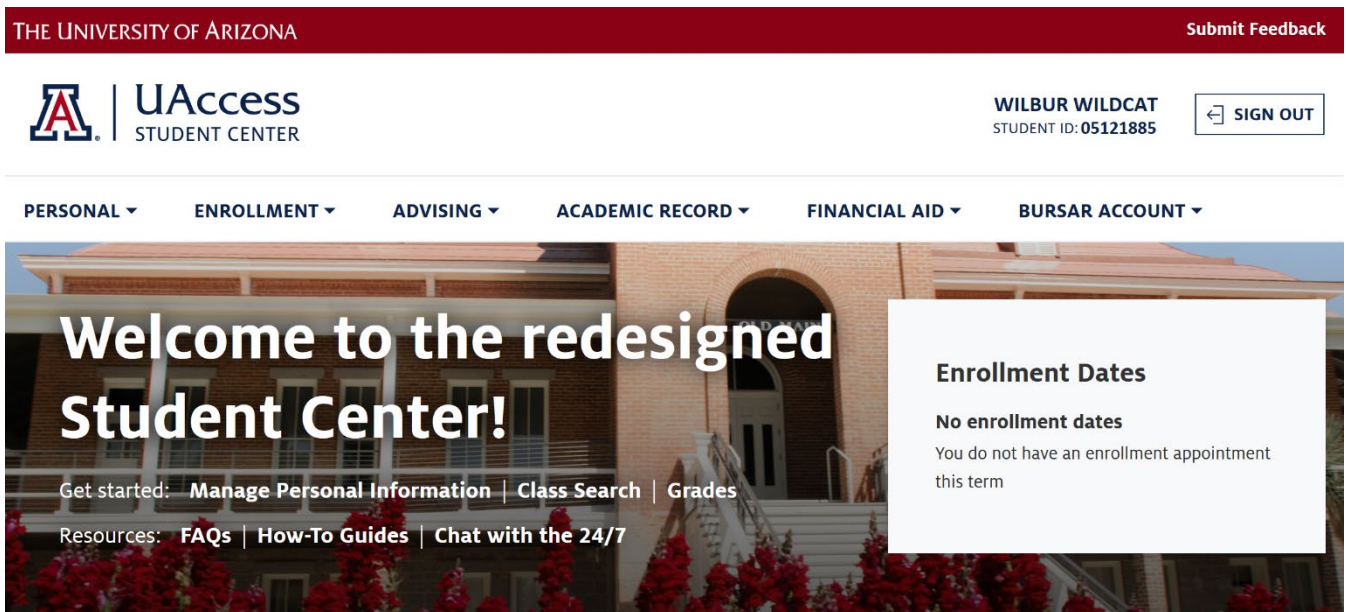 THE UNIVERSITY OF ARIZONA
Submit Feedback
A
UACCESS
STUDENT CENTER
WILBUR WILDCAT
STUDENT ID: 05121885
SIGN OUT
PERSONAL
ENROLLMENT
ADVISING
ACADEMIC RECORD
FINANCIAL AID
BURSAR ACCOUNT
OLD MAIN
Welcome to the redesigned
Student Center!
Get started: Manage Personal Information | Class Search | Grades
Resources: FAQs | How-To Guides | Chat with the 24/7
Enrollment Dates
No enrollment dates
You do not have an enrollment appointment
this term